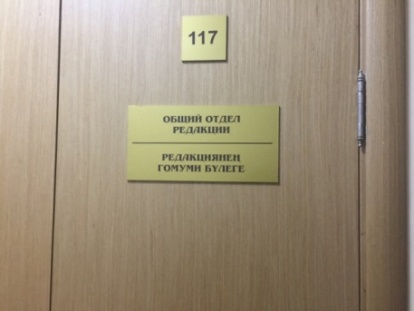 117
ОБЩИЙ ОТДЕЛ
РЕДАКЦИИ
РЕДАКЦИЯНЕҢ
ГОМУМИ БҮЛЕГЕ